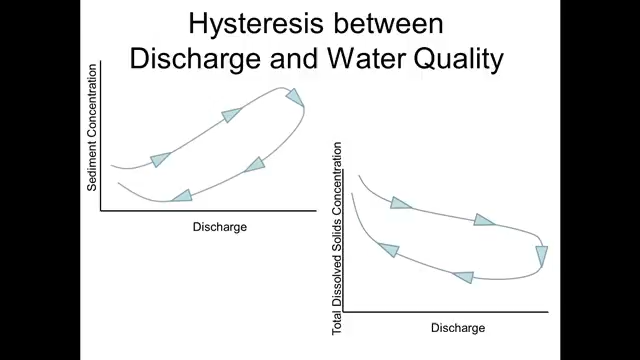 Hysteresis between
Discharge and Water Quality
Sediment Concentration
Discharge
Total Dissolved Solids Concentration
Discharge